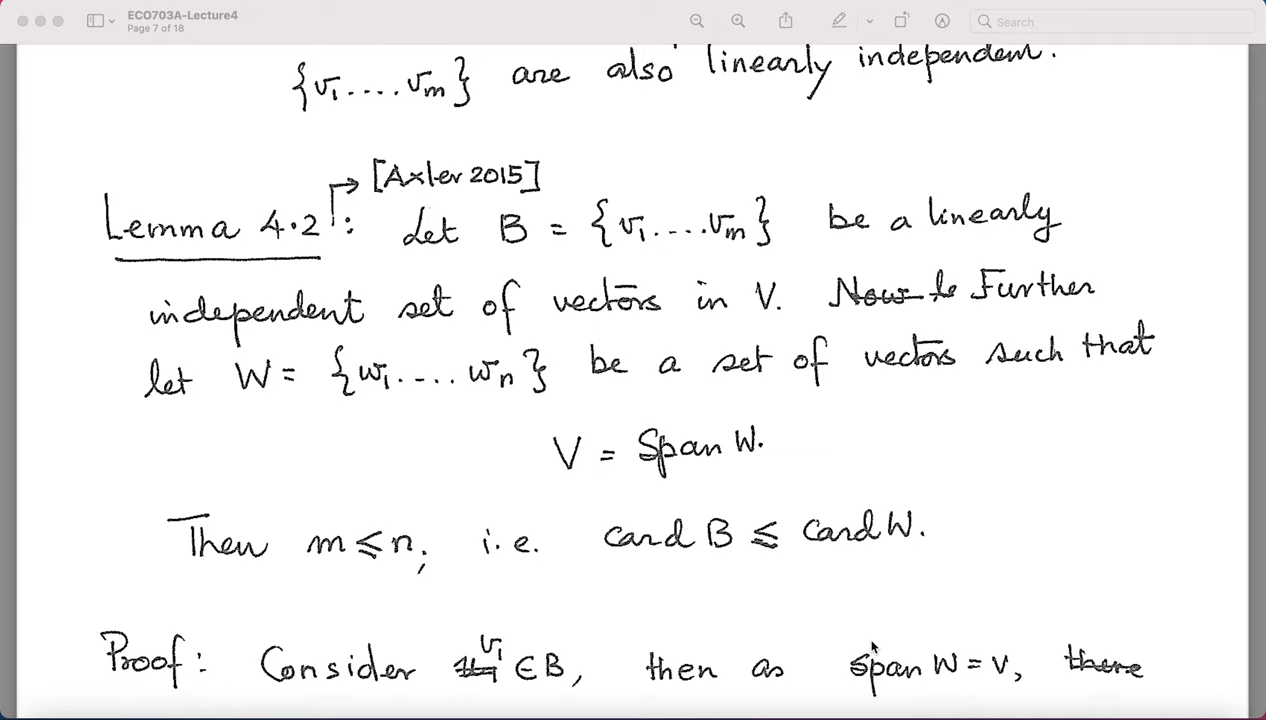 ECO703A-Lecture4
Page 7 of 18
Search
{v1....vm} are also linearly independent.
[Axler 2015]
Lemma 4.2: Let B = {v1....vm} be a linearly
independent set of vectors in V. Now le Further
let W = {w1....wn} be a set of vectors such that
V = Span W.
Then m ≤ n, i.e. card B ≤ card W.
Proof: Consider v1 ∈ B, then as span W = V, there